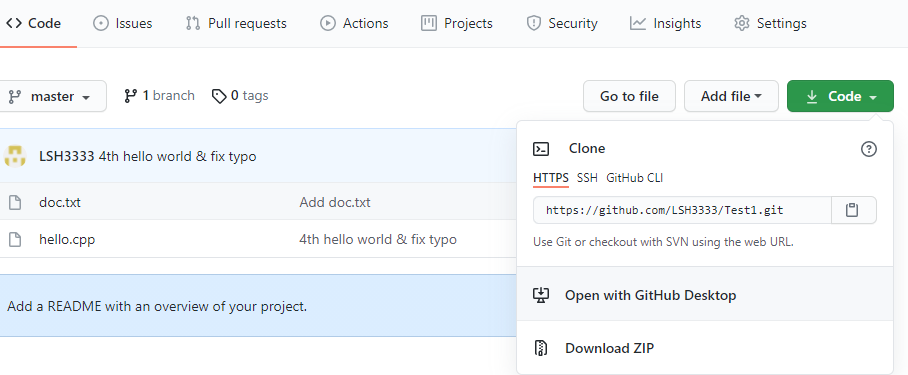 Code Issues Pull requests Actions Projects Security Insights Settings
master 1 branch 0 tags Go to file Add file Code
LSH3333 4th hello world & fix typo
doc.txt Add doc.txt
hello.cpp 4th hello world & fix typo
Add a README with an overview of your project.
Clone
HTTPS SSH GitHub CLI
https://github.com/LSH3333/Test1.git
Use Git or checkout with SVN using the web URL.
Open with GitHub Desktop
Download ZIP